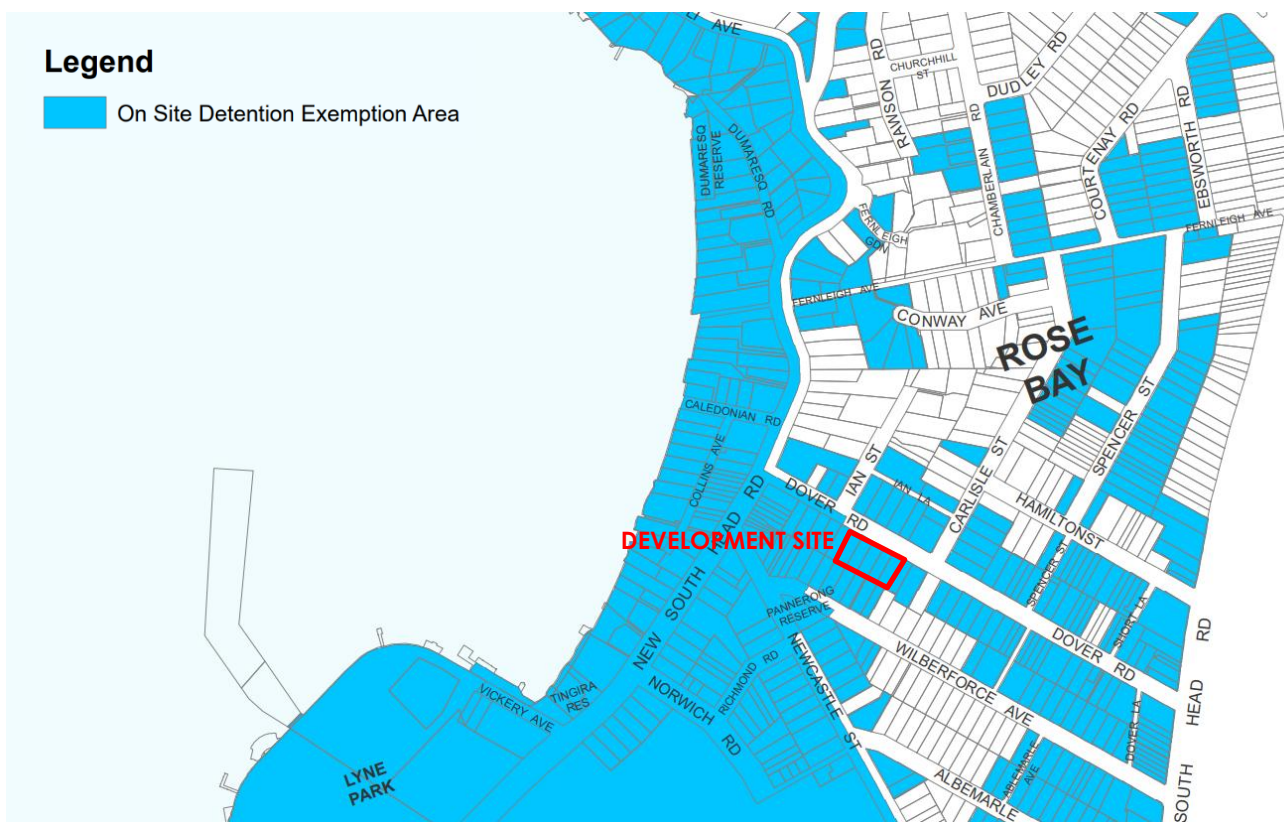 Legend
On Site Detention Exemption Area
AVE
RAWSON RD
CHURCHHILL
ST
DUDLEY RD
CHAMBERLAIN RD
COURTENAY RD
EBSWORTH RD
DUMARESQ
RESERVE
DUMARESQ RD
FERNLEIGH
GDN
FERNLEIGH AVE
FERNLEIGH AVE
CONWAY AVE
ROSE
BAY
CALEDONIAN RD
COLLINS AVE
IAN ST
IAN LA
CARLISLE ST
SPENCER ST
HAMILTONST
DOVER RD
DEVELOPMENT SITE
NEW SOUTH HEAD RD
SPENCER ST
SHORT LA
PANNERONG
RESERVE
WILBERFORCE AVE
DOVER RD
NEWCASTLE ST
RICHMOND RD
NORWICH RD
VICKERY AVE
TINGIRA
RES
DOVER LA
ABLEMARLE
AVE
ALBEMARLE
LYNE
PARK
SOUTH HEAD RD